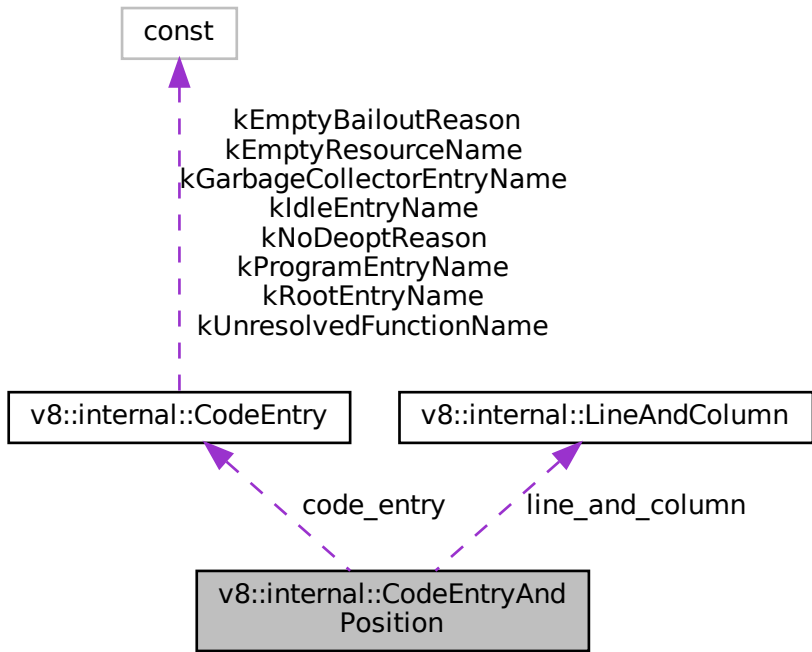 const
kEmptyBailoutReason
kEmptyResourceName
kGarbageCollectorEntryName
kIdleEntryName
kNoDeoptReason
kProgramEntryName
kRootEntryName
kUnresolvedFunctionName
v8::internal::CodeEntry
v8::internal::LineAndColumn
code_entry
line_and_column
v8::internal::CodeEntryAnd
Position